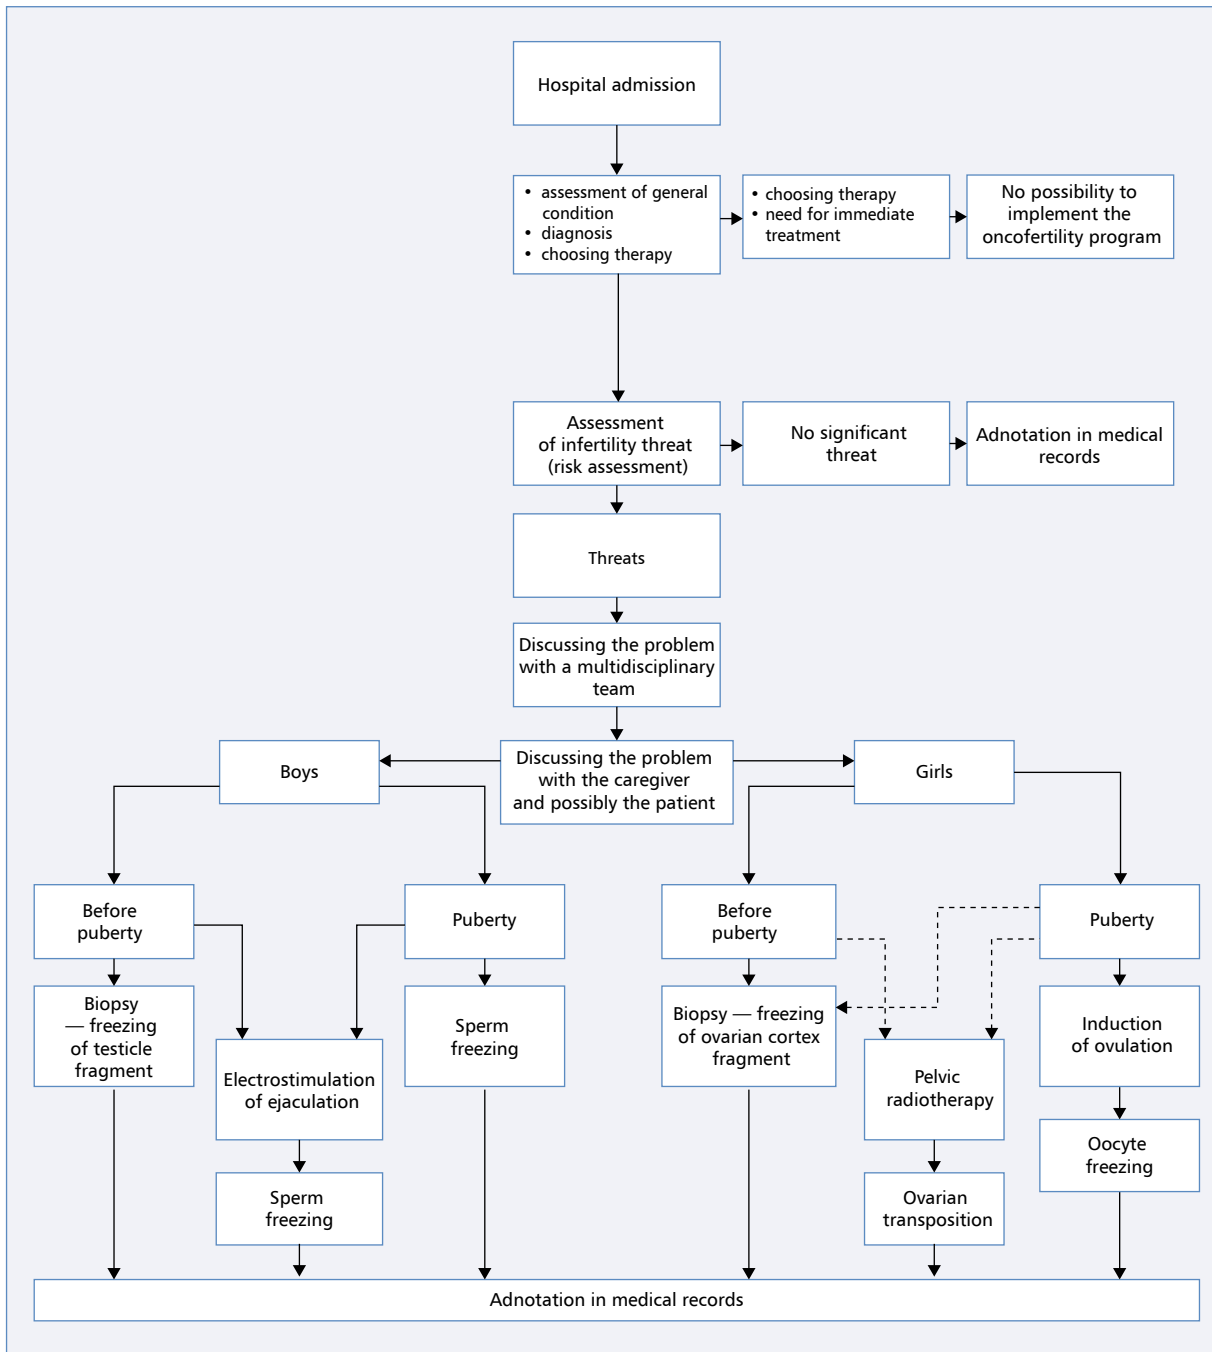 Hospital admission
• assessment of general
condition
• diagnosis
• choosing therapy
• choosing therapy
• need for immediate
treatment
No possibility to
implement the
oncofertility program
Assessment
of infertility threat
(risk assessment)
No significant
threat
Adnotation in medical
records
Threats
Discussing the problem
with a multidisciplinary
team
Boys
Discussing the problem
with the caregiver
and possibly the patient
Girls
Before
puberty
Puberty
Before
puberty
Puberty
Biopsy
— freezing
of testicle
fragment
Electrostimulation
of ejaculation
Sperm
freezing
Biopsy — freezing
of ovarian cortex
fragment
Pelvic
radiotherapy
Induction
of ovulation
Sperm
freezing
Ovarian
transposition
Oocyte
freezing
Adnotation in medical records